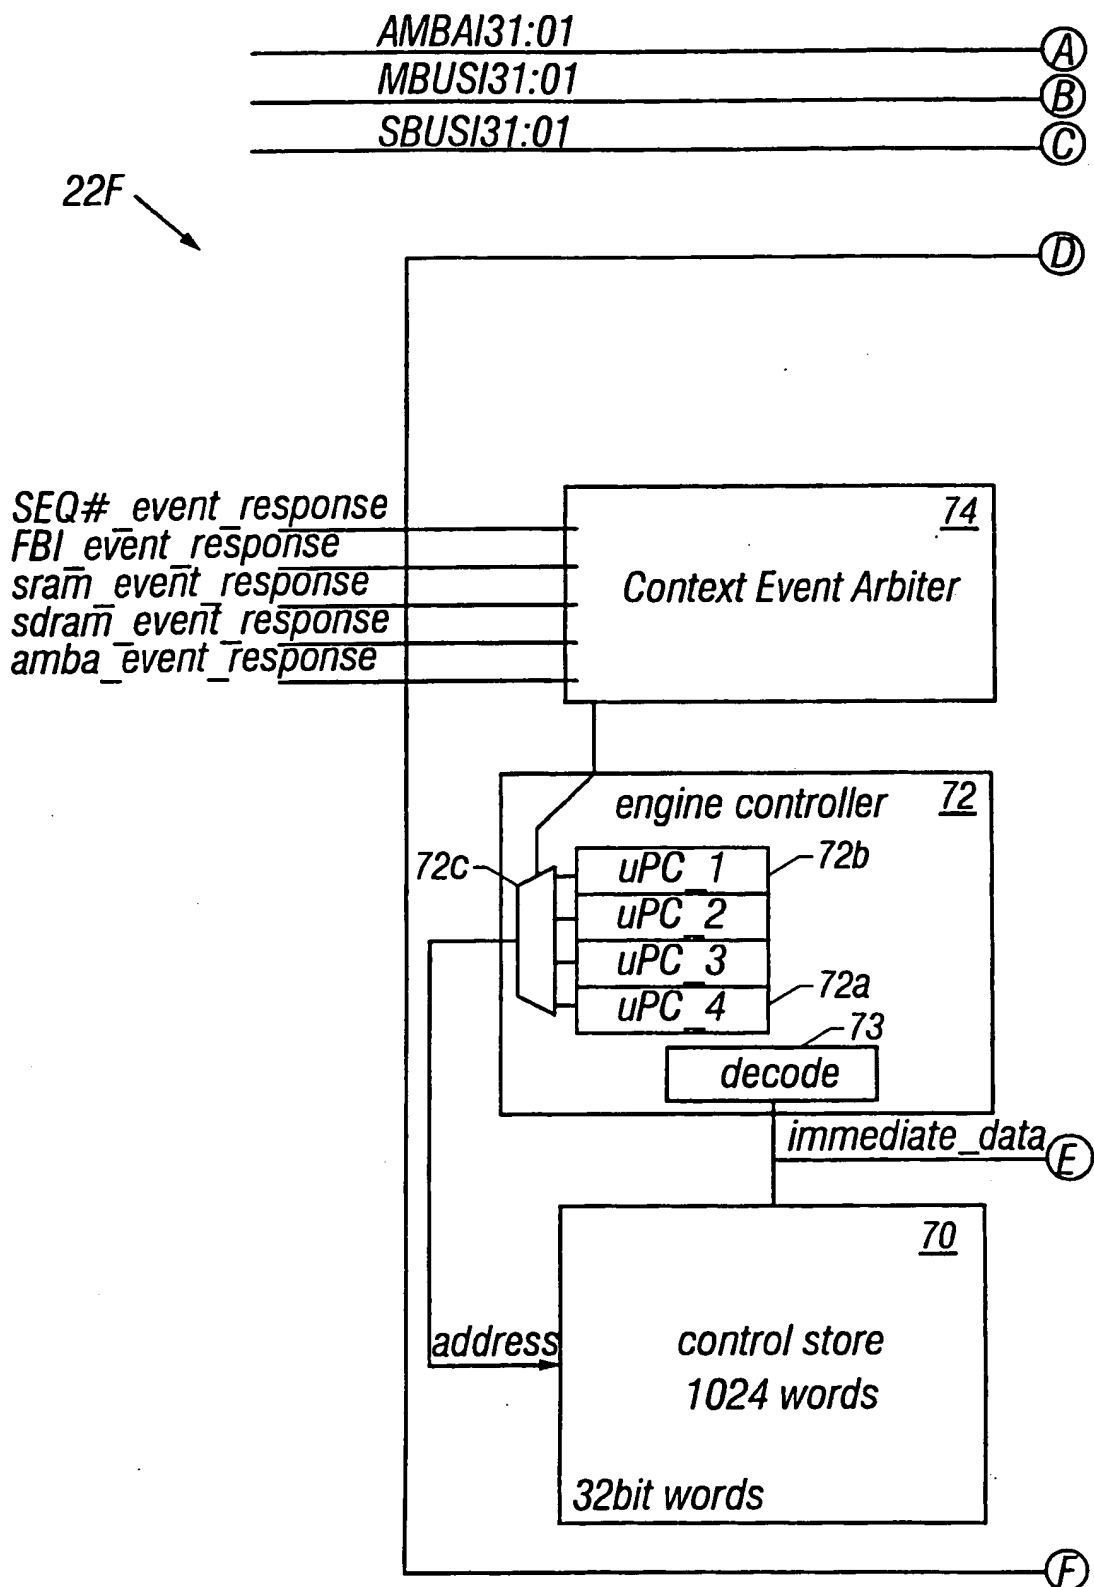 AMBAI31:01
A
MBUSI31:01
B
SBUSI31:01
C
22F
D
SEQ#_event_response
FBI_event_response
sram_event_response
sdram_event_response
amba_event_response
74
Context Event Arbiter
engine controller
72
72c
uPC_1
72b
uPC_2
uPC_3
uPC_4
72a
73
decode
immediate_data
E
70
address
control store
1024 words
32bit words
F